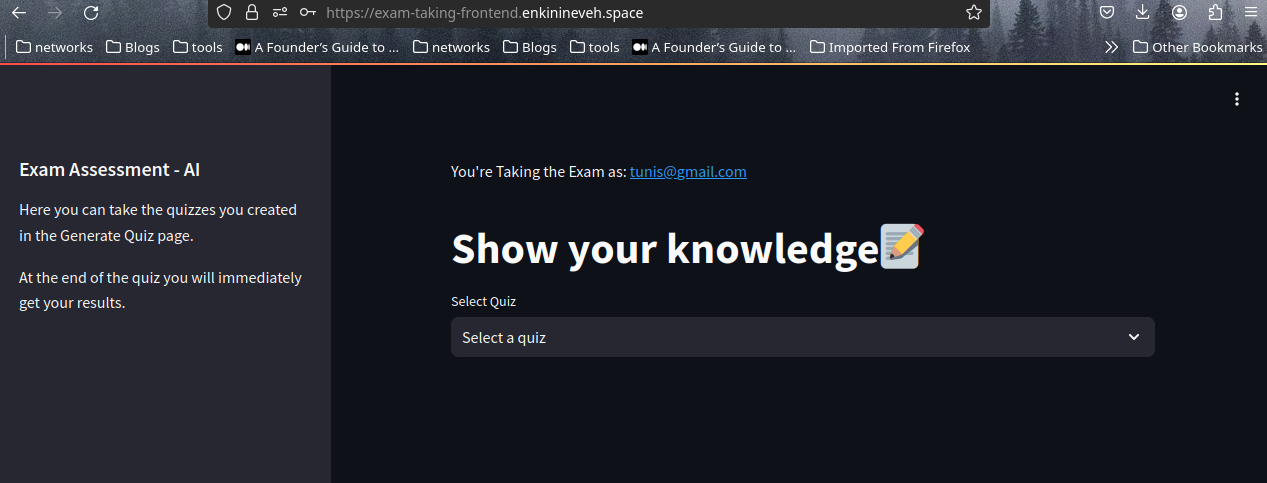 https://exam-taking-frontend.enkinineveh.space
networks Blogs tools A Founder's Guide to ... networks Blogs tools A Founder's Guide to ... Imported From Firefox Other Bookmarks
Exam Assessment - AI
Here you can take the quizzes you created
in the Generate Quiz page.
At the end of the quiz you will immediately
get your results.
You're Taking the Exam as: tunis@gmail.com
Show your knowledge
Select Quiz
Select a quiz